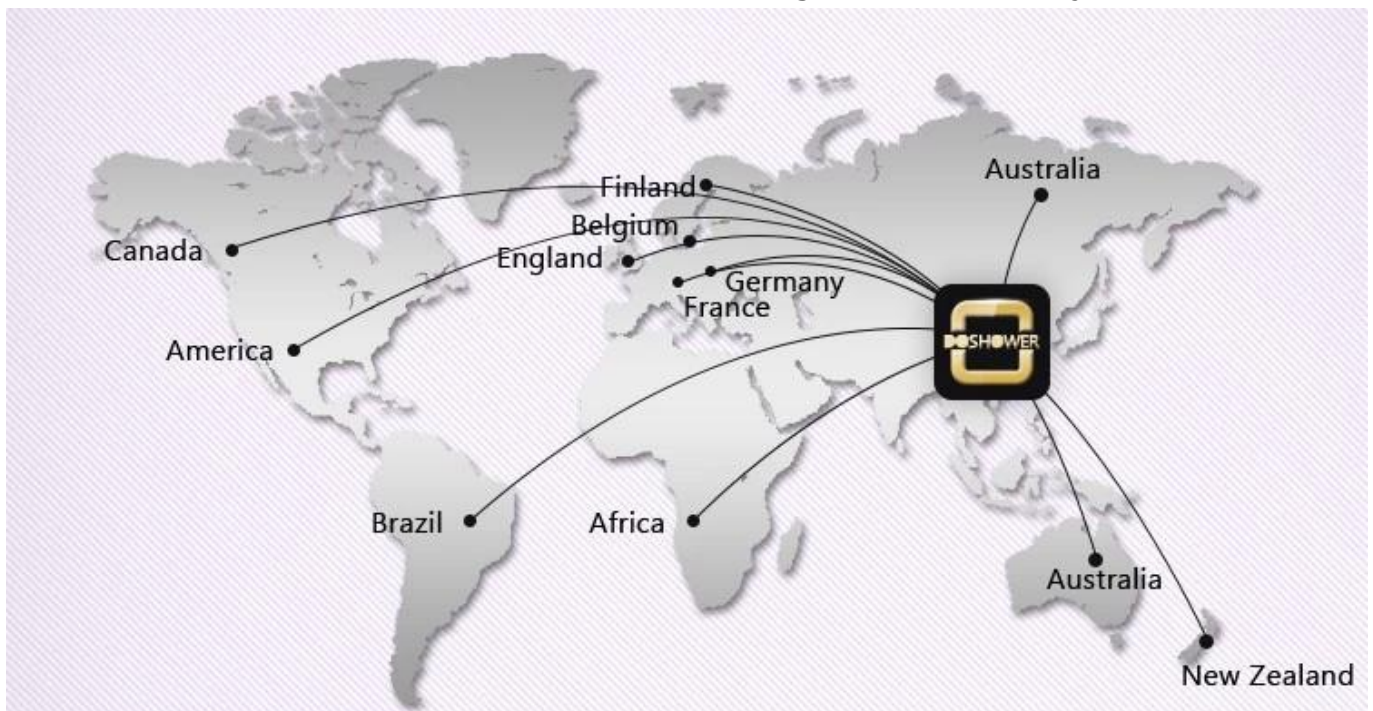 Australia
Finland
Belgium
Canada
England
Germany
France
DOSHOWER
America
Brazil
Africa
Australia
New Zealand